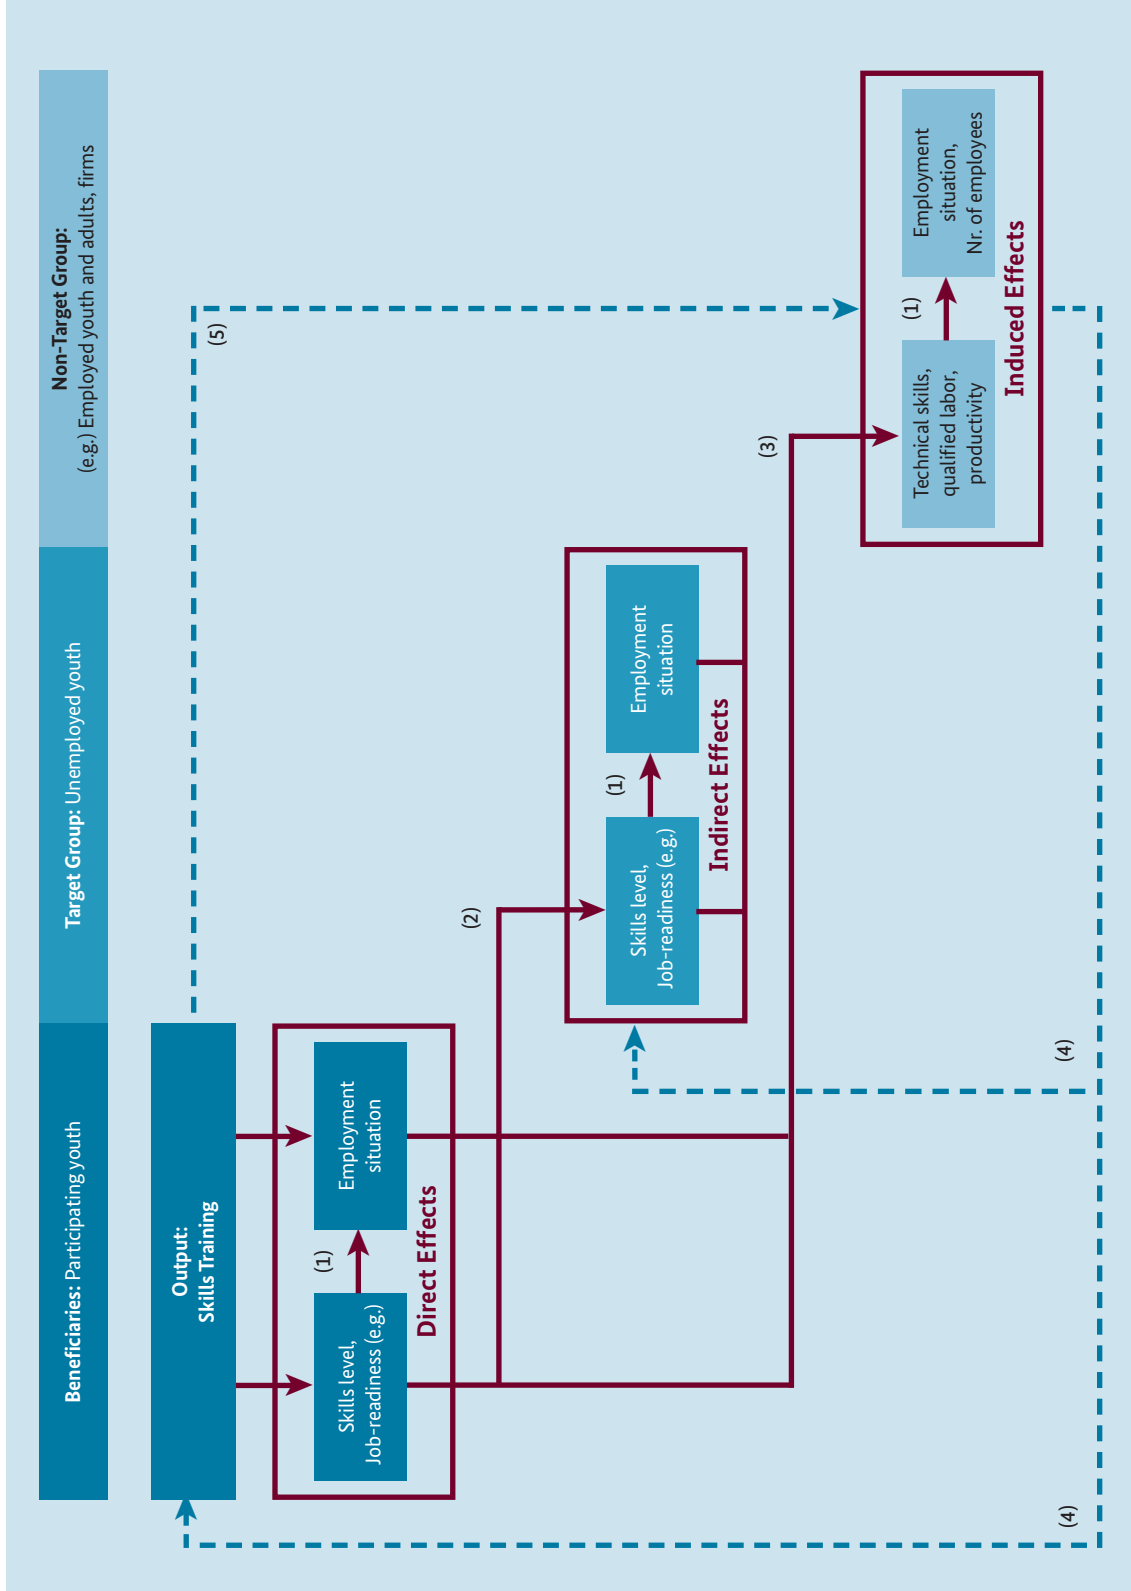 Beneficiaries: Participating youth
Target Group: Unemployed youth
Non-Target Group:
(e.g.) Employed youth and adults, firms
Output:
Skills Training
(5)
Skills level,
Job-readiness (e.g.)
(1)
Employment
situation
Direct Effects
(2)
Skills level,
Job-readiness (e.g.)
(1)
Employment
situation
Indirect Effects
(3)
Technical skills,
qualified labor,
productivity
(1)
Employment
situation,
Nr. of employees
Induced Effects
(4)
(4)